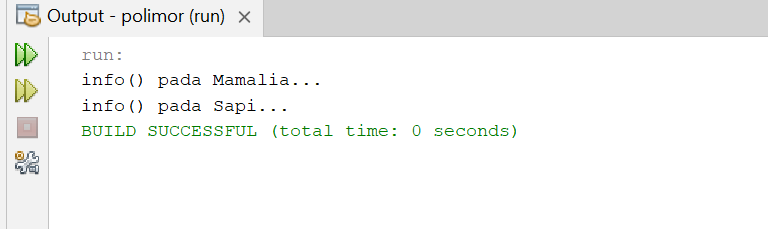 Output - polimor (run)
run:
info() pada Mamalia...
info() pada Sapi...
BUILD SUCCESSFUL (total time: 0 seconds)